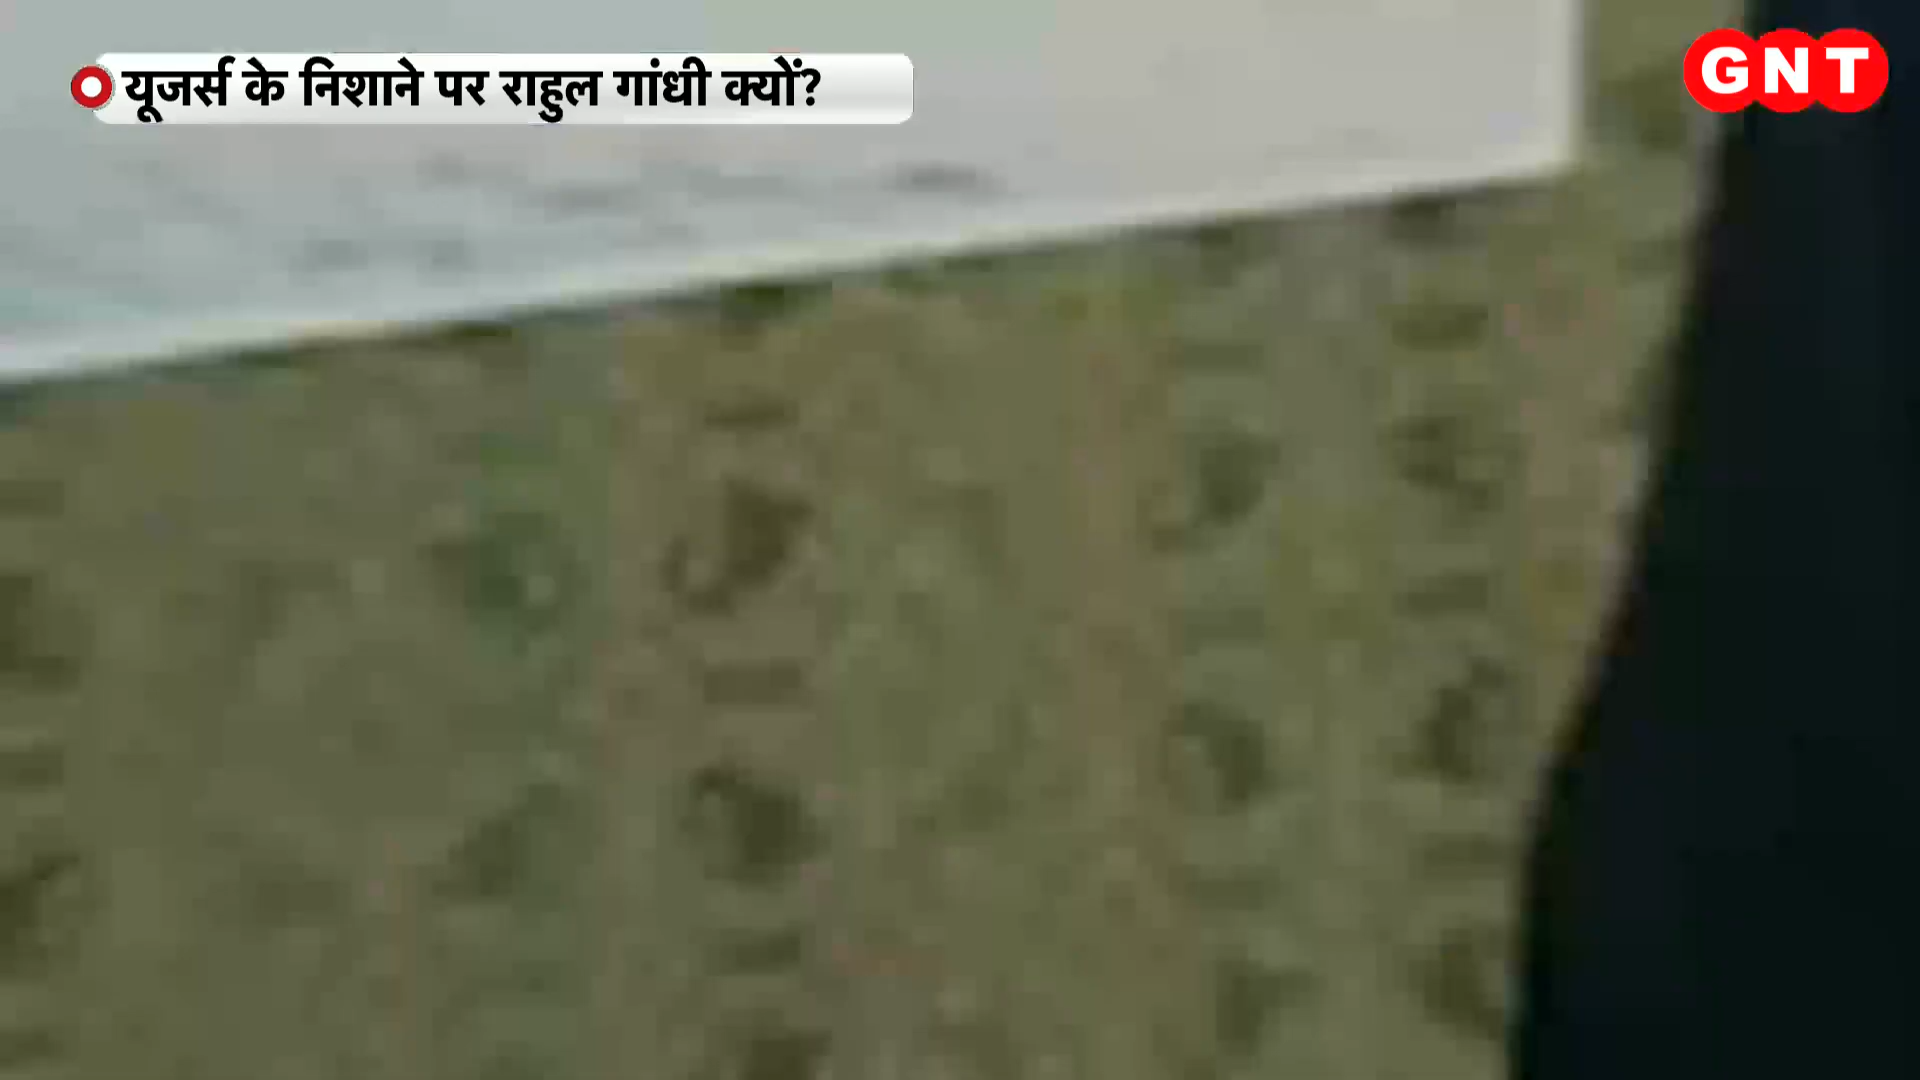 यूजर्स के निशाने पर राहुल गांधी क्यों?
GNT